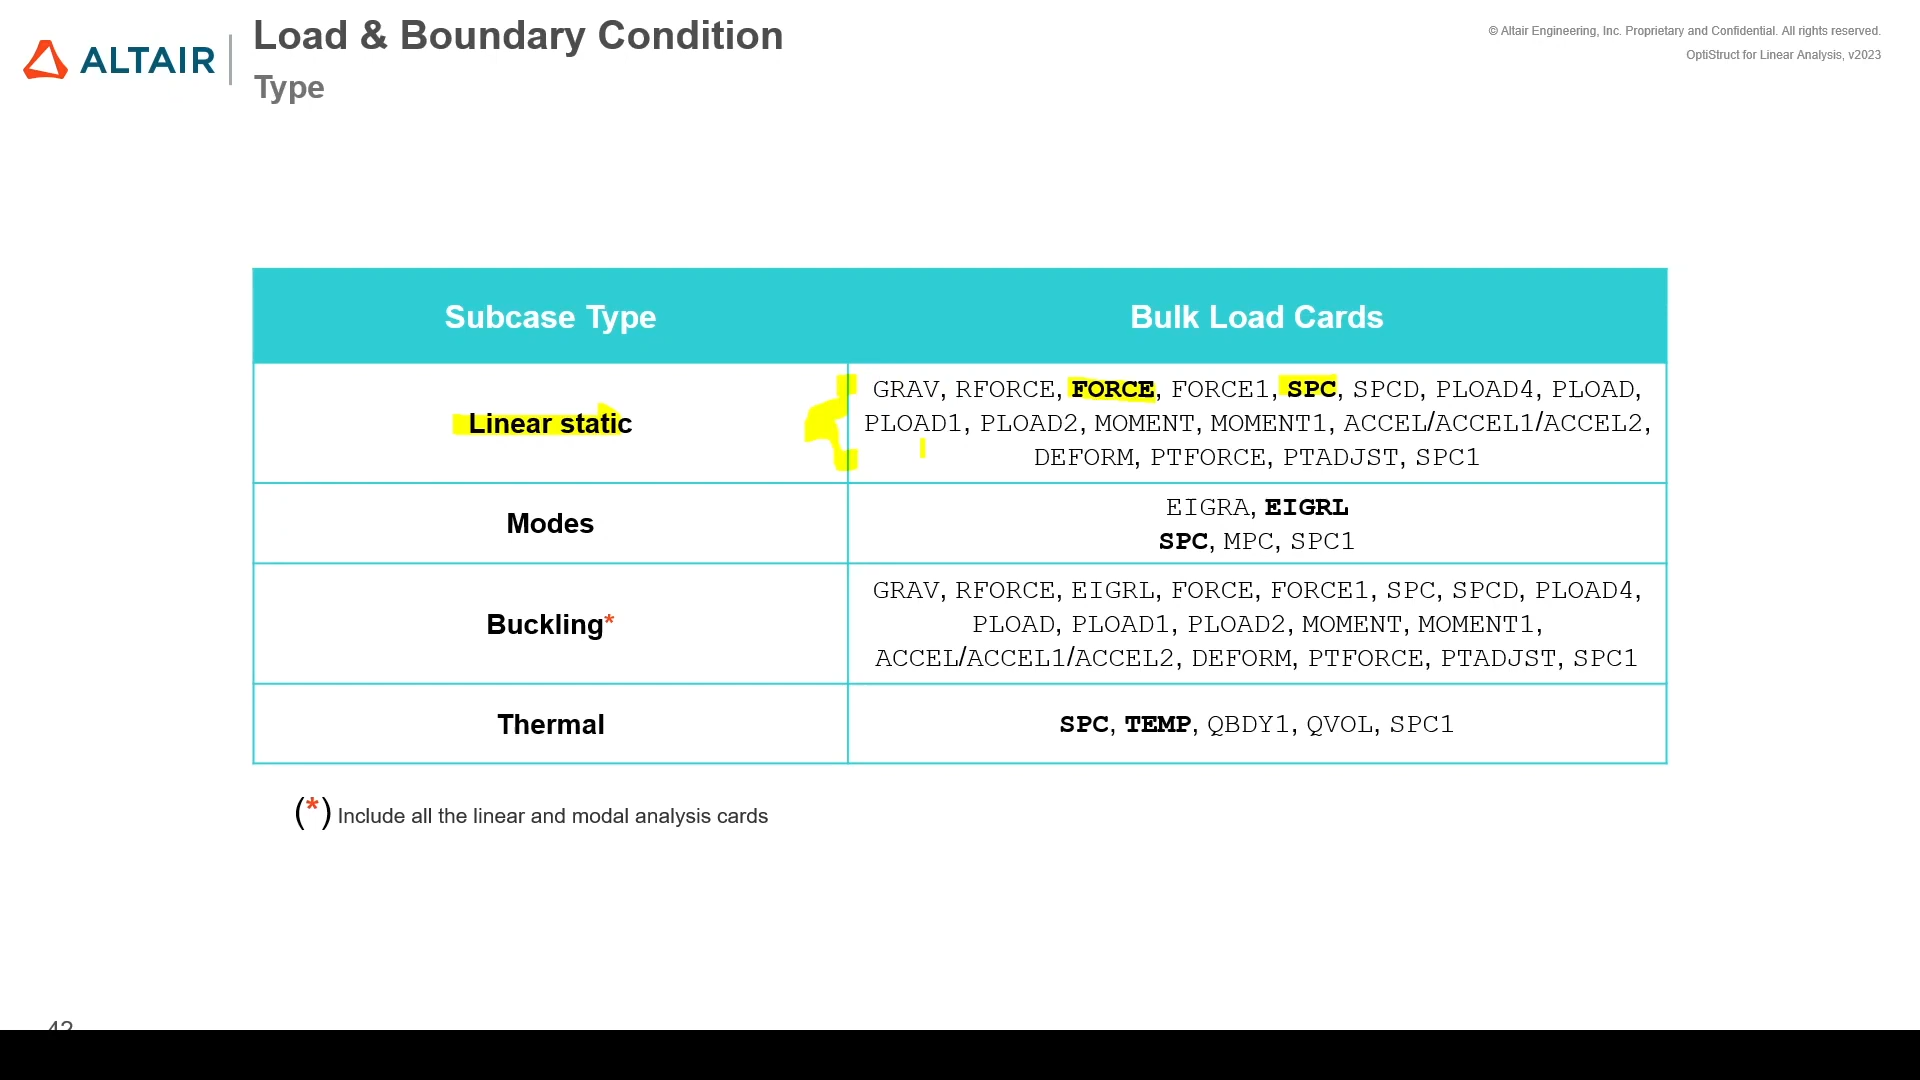 ALTAIR
Load & Boundary Condition
Type
© Altair Engineering, Inc. Proprietary and Confidential. All rights reserved.
OptiStruct for Linear Analysis, v2023
Subcase Type
Bulk Load Cards
Linear static
GRAV, RFORCE, FORCE, FORCE1, SPC, SPCD, PLOAD4, PLOAD,
PLOAD1, PLOAD2, MOMENT, MOMENT1, ACCEL/ACCEL1/ACCEL2,
DEFORM, PTFORCE, PTADJST, SPC1
Modes
EIGRA, EIGRL
SPC, MPC, SPC1
Buckling*
GRAV, RFORCE, EIGRL, FORCE, FORCE1, SPC, SPCD, PLOAD4,
PLOAD, PLOAD1, PLOAD2, MOMENT, MOMENT1,
ACCEL/ACCEL1/ACCEL2, DEFORM, PTFORCE, PTADJST, SPC1
Thermal
SPC, TEMP, QBDY1, QVOL, SPC1
(*) Include all the linear and modal analysis cards